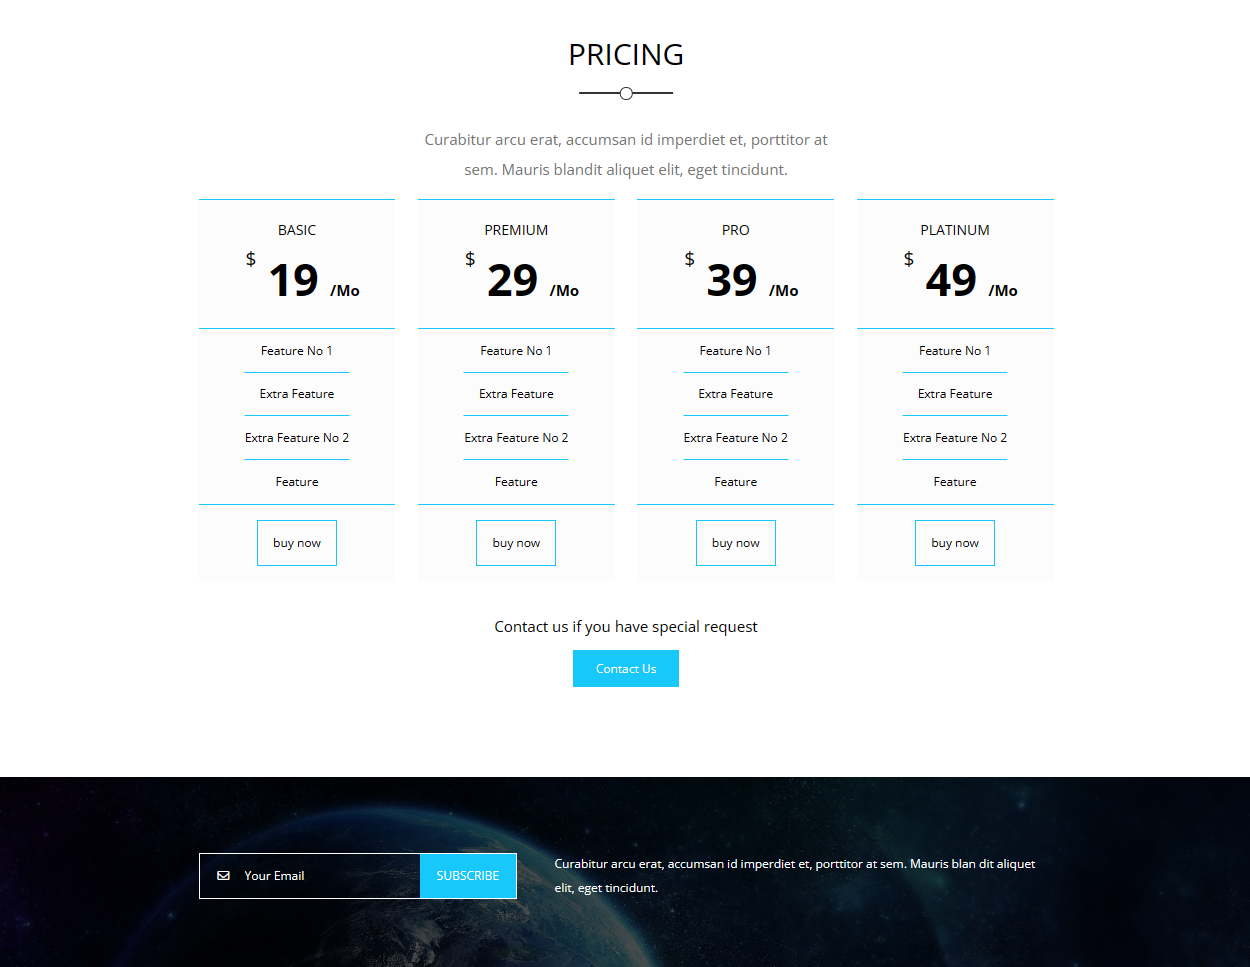 PRICING
Curabitur arcu erat, accumsan id imperdiet et, porttitor at
sem. Mauris blandit aliquet elit, eget tincidunt.
BASIC
$ 19 /Mo
Feature No 1
Extra Feature
Extra Feature No 2
Feature
buy now
PREMIUM
$ 29 /Mo
Feature No 1
Extra Feature
Extra Feature No 2
Feature
buy now
PRO
$ 39 /Mo
Feature No 1
Extra Feature
Extra Feature No 2
Feature
buy now
PLATINUM
$ 49 /Mo
Feature No 1
Extra Feature
Extra Feature No 2
Feature
buy now
Contact us if you have special request
Contact Us
Your Email
SUBSCRIBE
Curabitur arcu erat, accumsan id imperdiet et, porttitor at sem. Mauris blan dit aliquet
elit, eget tincidunt.